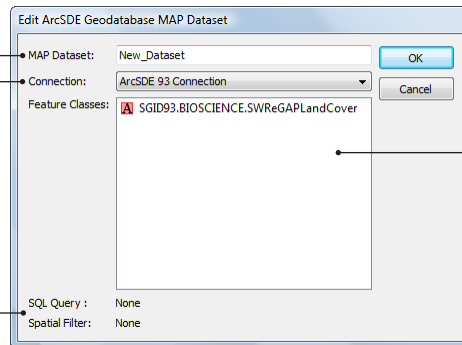 Edit ArcSDE Geodatabase MAP Dataset
MAP Dataset: New_Dataset OK
Connection: ArcSDE 93 Connection Cancel
Feature Classes: A SGID93.BIOSCIENCE.SWReGAPLandCover
SQL Query : None
Spatial Filter: None